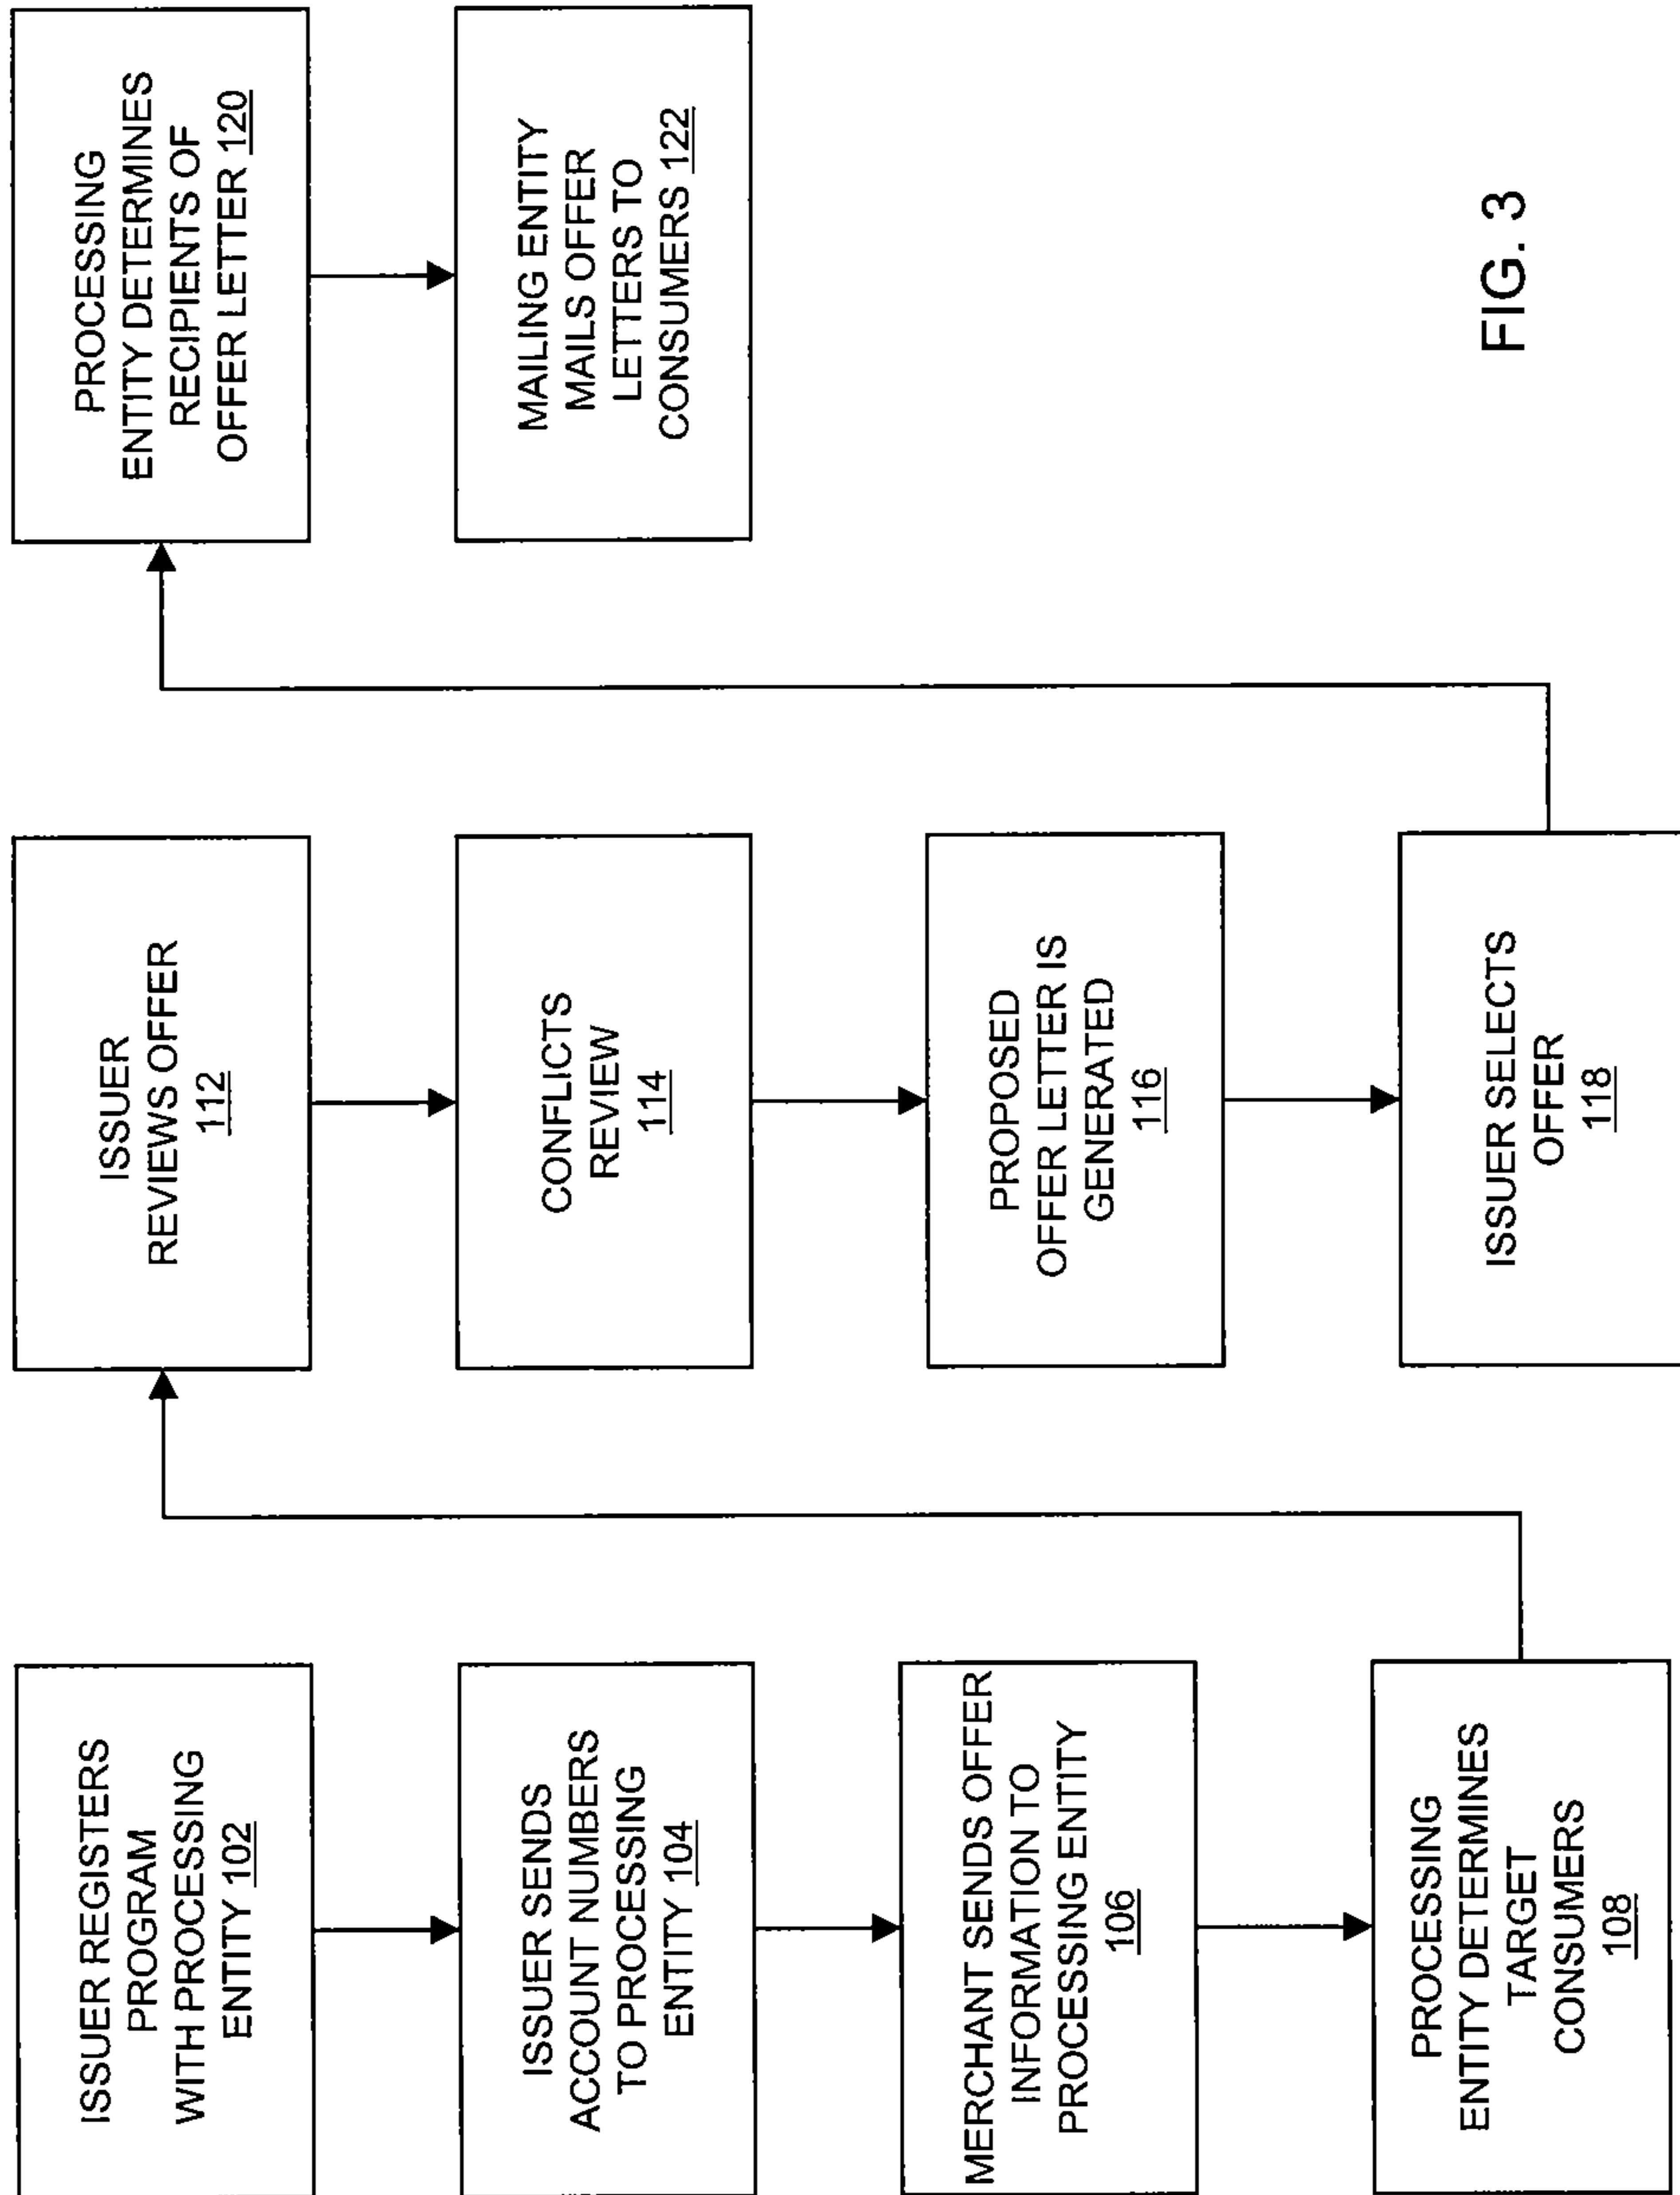 ISSUER REGISTERS
PROGRAM
WITH PROCESSING
ENTITY 102
ISSUER SENDS
ACCOUNT NUMBERS
TO PROCESSING
ENTITY 104
MERCHANT SENDS OFFER
INFORMATION TO
PROCESSING ENTITY
106
PROCESSING
ENTITY DETERMINES
TARGET
CONSUMERS
108
ISSUER
REVIEWS OFFER
112
CONFLICTS
REVIEW
114
PROPOSED
OFFER LETTER IS
GENERATED
116
ISSUER SELECTS
OFFER
118
PROCESSING
ENTITY DETERMINES
RECIPIENTS OF
OFFER LETTER 120
MAILING ENTITY
MAILS OFFER
LETTERS TO
CONSUMERS 122
FIG. 3